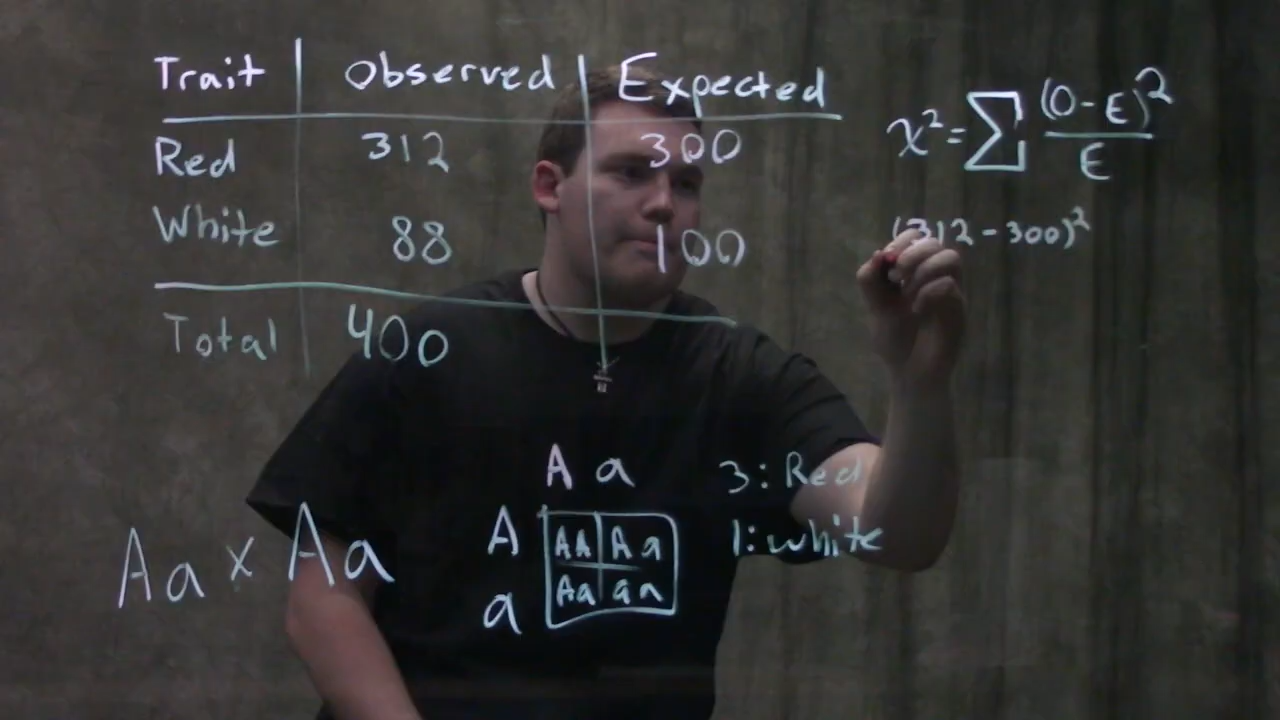 Trait Observed Expected
Red 312 300
White 88 100
Total 400
χ² = ∑ (O-E)² / E
(312-300)²
Aa x Aa
A a
A AA Aa
a Aa aa
3: Red
1: white